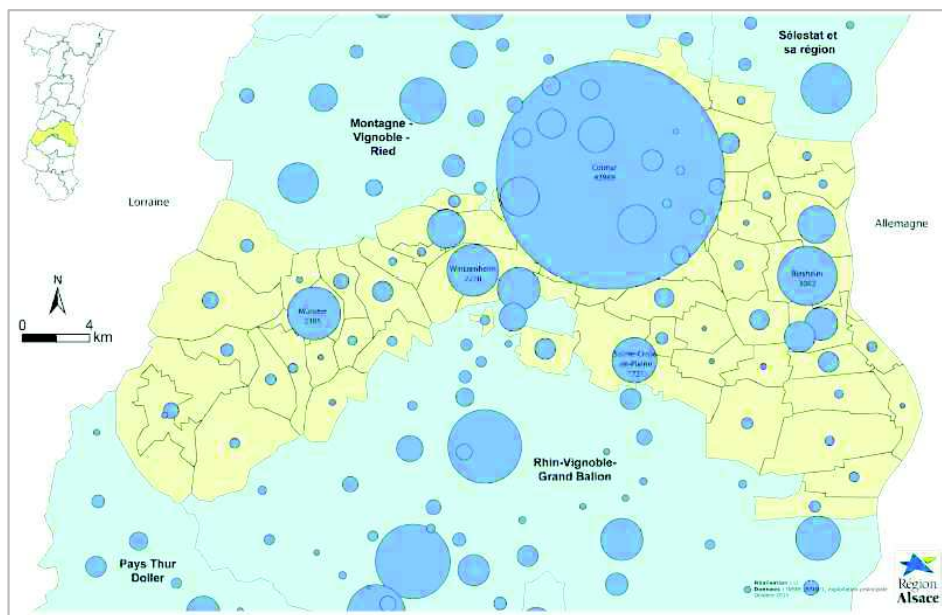 Sélestat et
sa région
Montagne -
Vignoble -
Ried
Colmar
Lorraine
Allemagne
N
0 4
km
Wintzenheim
Munster
Biesheim
Sainte-Croix
en-Plaine
Rhin-Vignoble-
Grand Ballon
Pays Thur
Doller
Réalisation
Région
Alsace